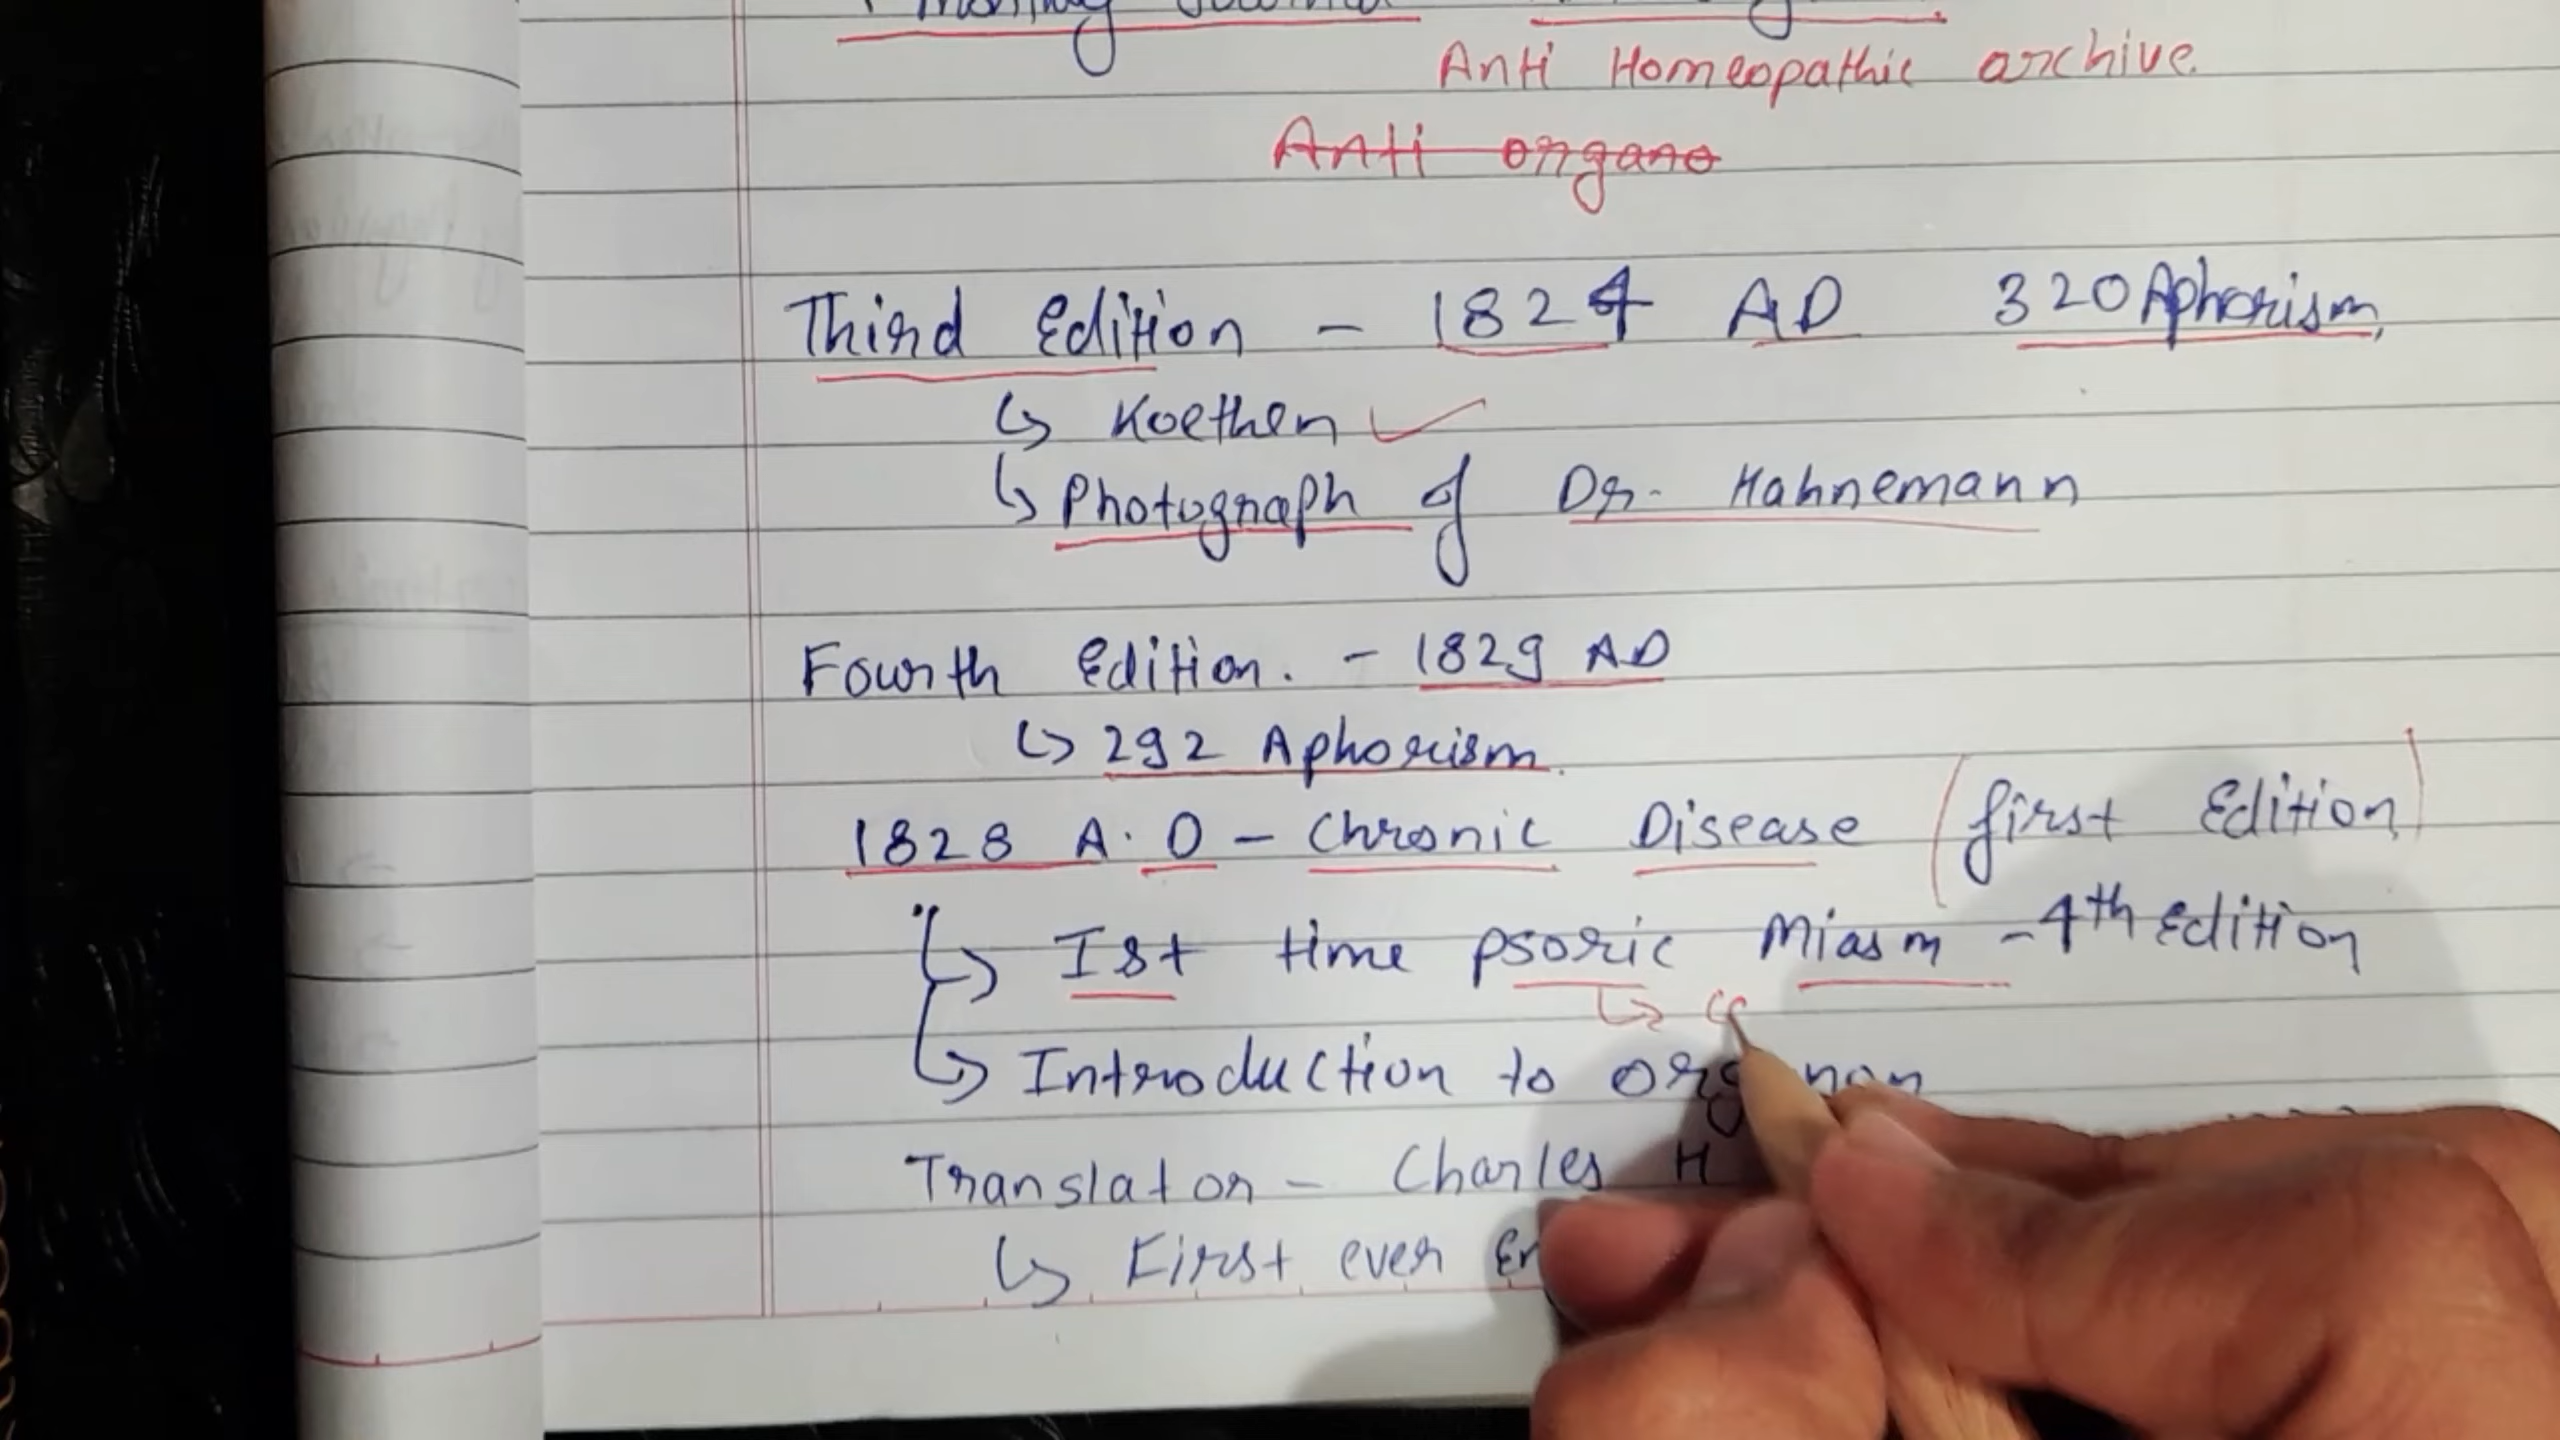 Anti Homeopathic archive.
Anti organo
Third Edition - 1824 AD 320 Aphorism,
↳ Koethen ✓
↳ Photograph of Dr. Hahnemann
Fourth Edition. - 1829 AD
↳ 292 Aphorism.
1828 A.D - Chronic Disease (first Edition)
↳ Ist time psoric Miasm - 4th Edition
↳ Introduction to
Translator - Charles H
↳ First ever